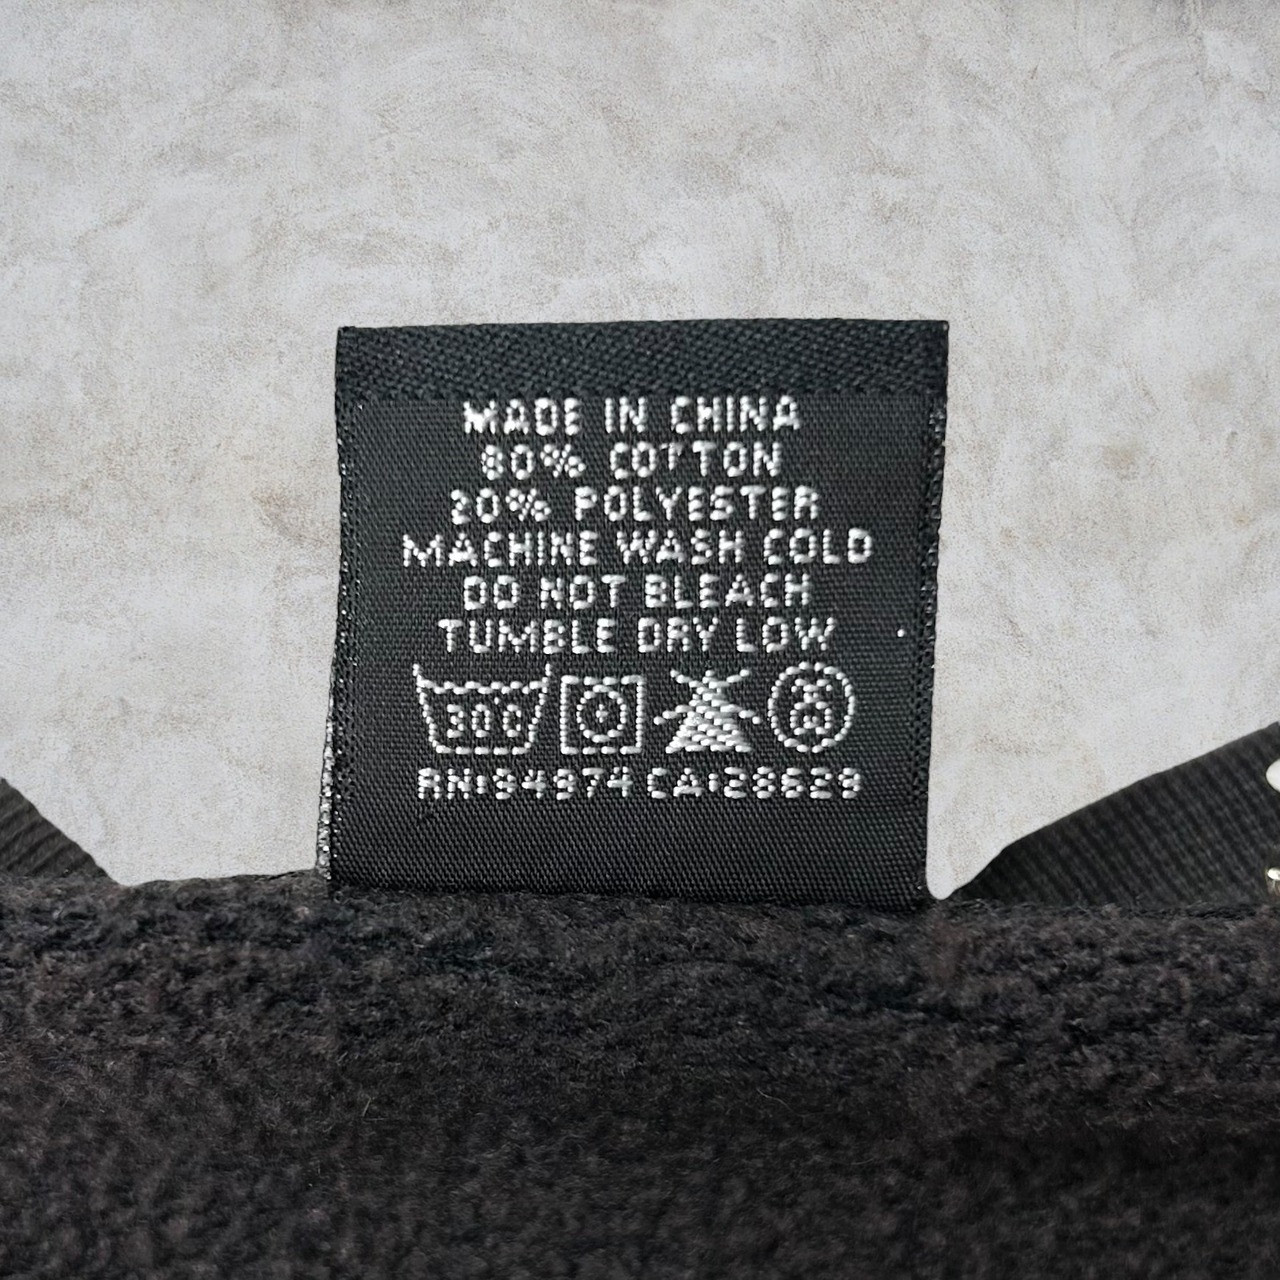 MADE IN CHINA
80% COTTON
20% POLYESTER
MACHINE WASH COLD
DO NOT BLEACH
TUMBLE DRY LOW
30C
RN:94974 CA:28629